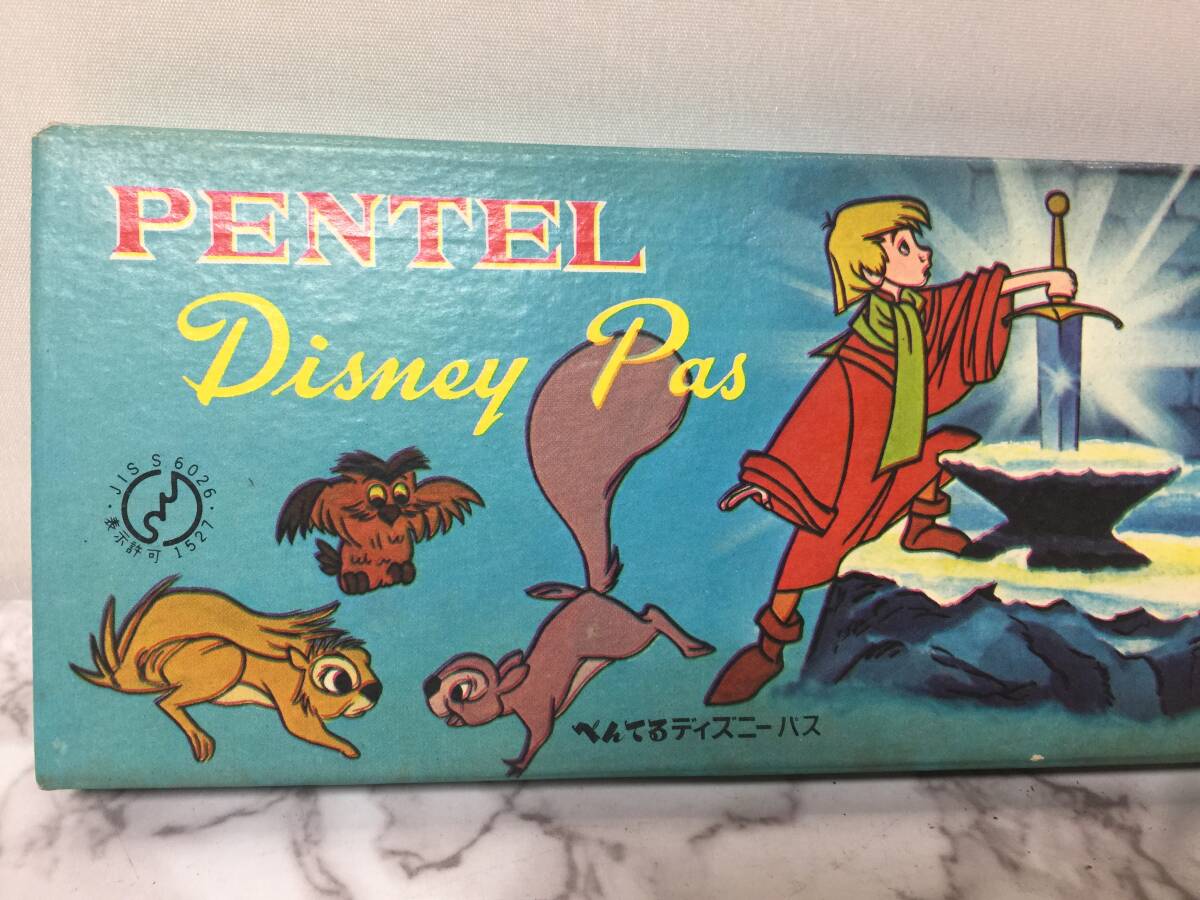 PENTEL
Disney Pas
JIS S 6026
表示許可 1527
ぺんてるディズニーパス